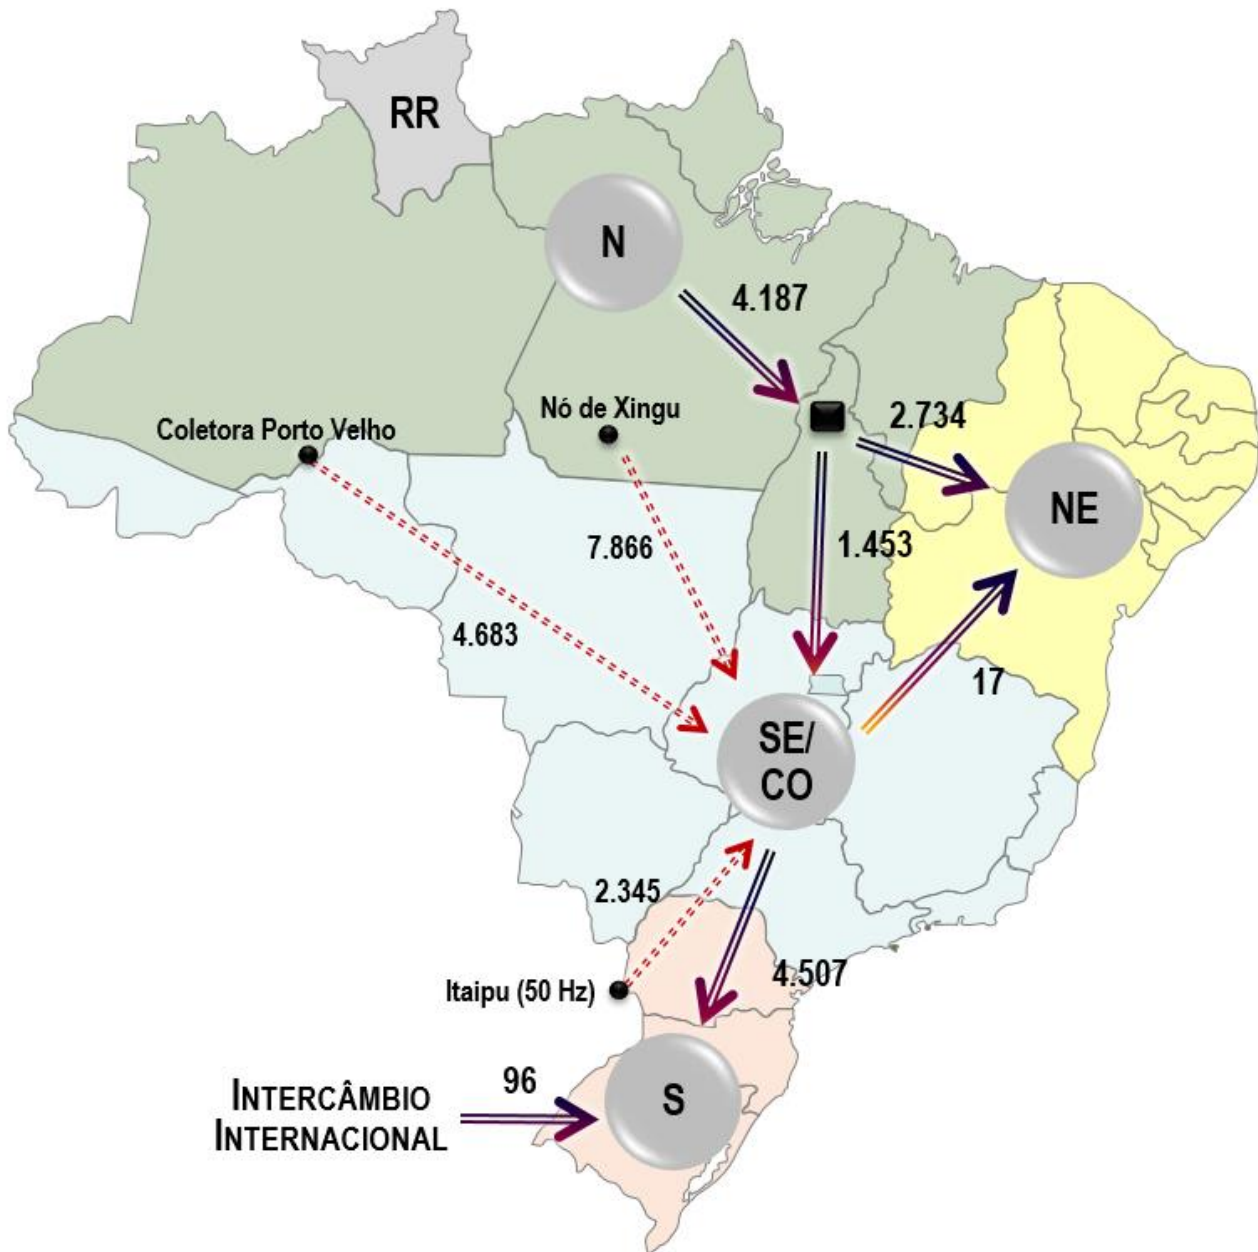 RR
N
4.187
Nó de Xingu
2.734
Coletora Porto Velho
NE
7.866
1.453
4.683
17
SE/
CO
2.345
4.507
Itaipu (50 Hz)
96
INTERCÂMBIO
INTERNACIONAL
S